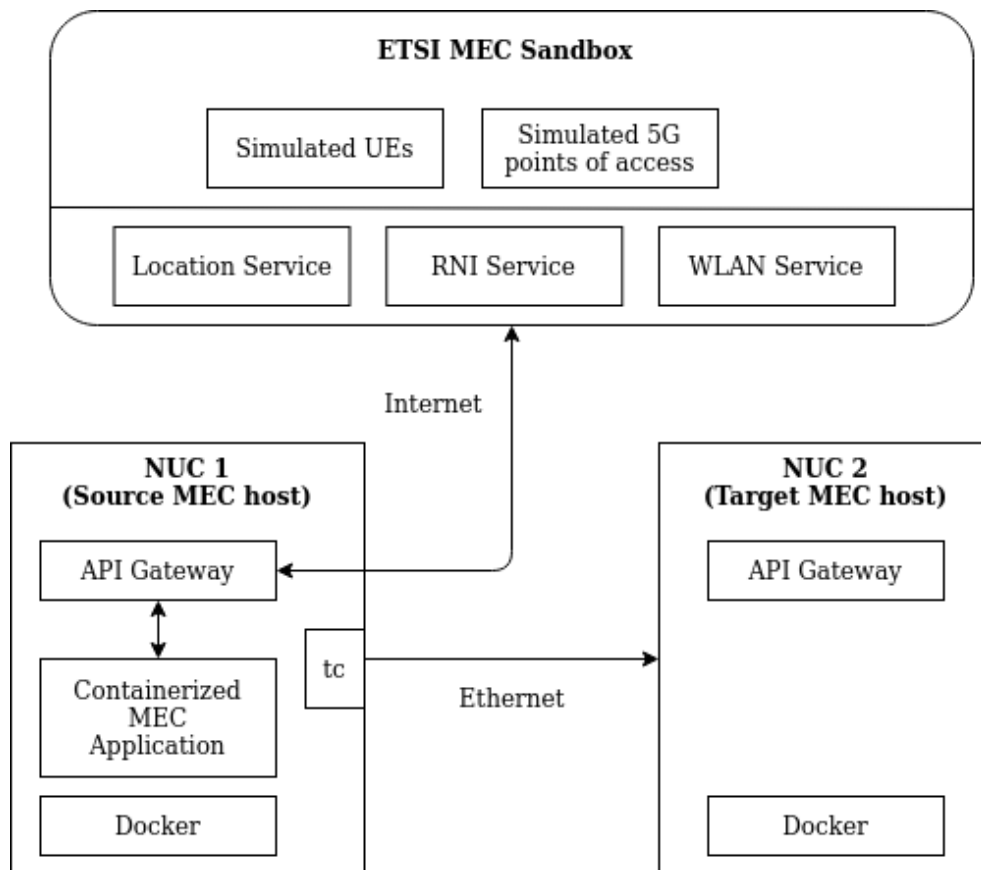 ETSI MEC Sandbox
Simulated UEs
Simulated 5G
points of access
Location Service
RNI Service
WLAN Service
Internet
NUC 1
(Source MEC host)
API Gateway
tc
Containerized
MEC
Application
Docker
Ethernet
NUC 2
(Target MEC host)
API Gateway
Docker